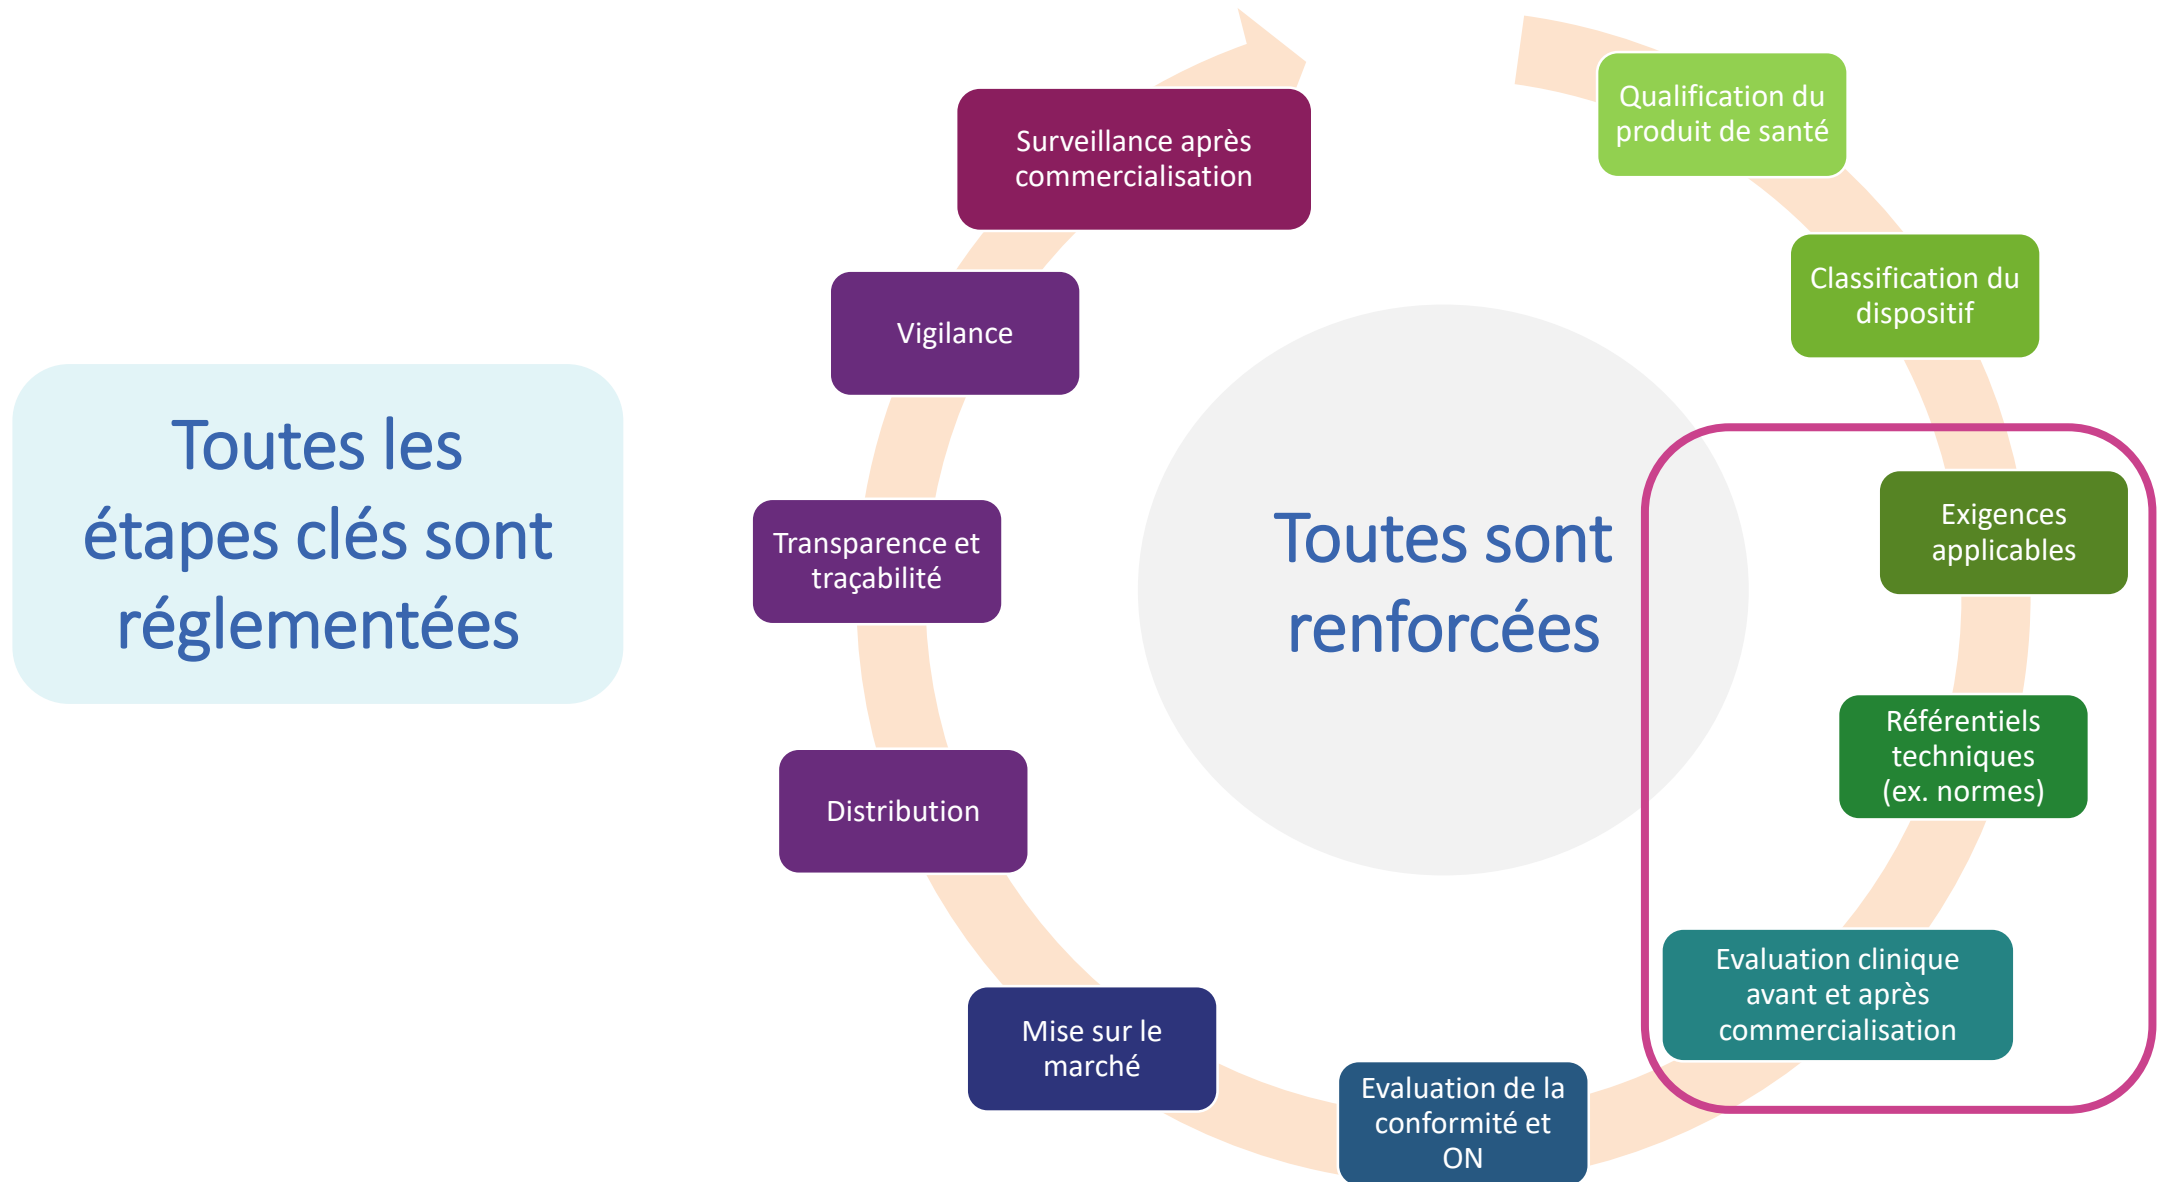 Toutes les
étapes clés sont
réglementées
Toutes sont
renforcées
Qualification du
produit de santé
Classification du
dispositif
Exigences
applicables
Référentiels
techniques
(ex. normes)
Evaluation clinique
avant et après
commercialisation
Evaluation de la
conformité et
ON
Mise sur le
marché
Distribution
Transparence et
traçabilité
Vigilance
Surveillance après
commercialisation